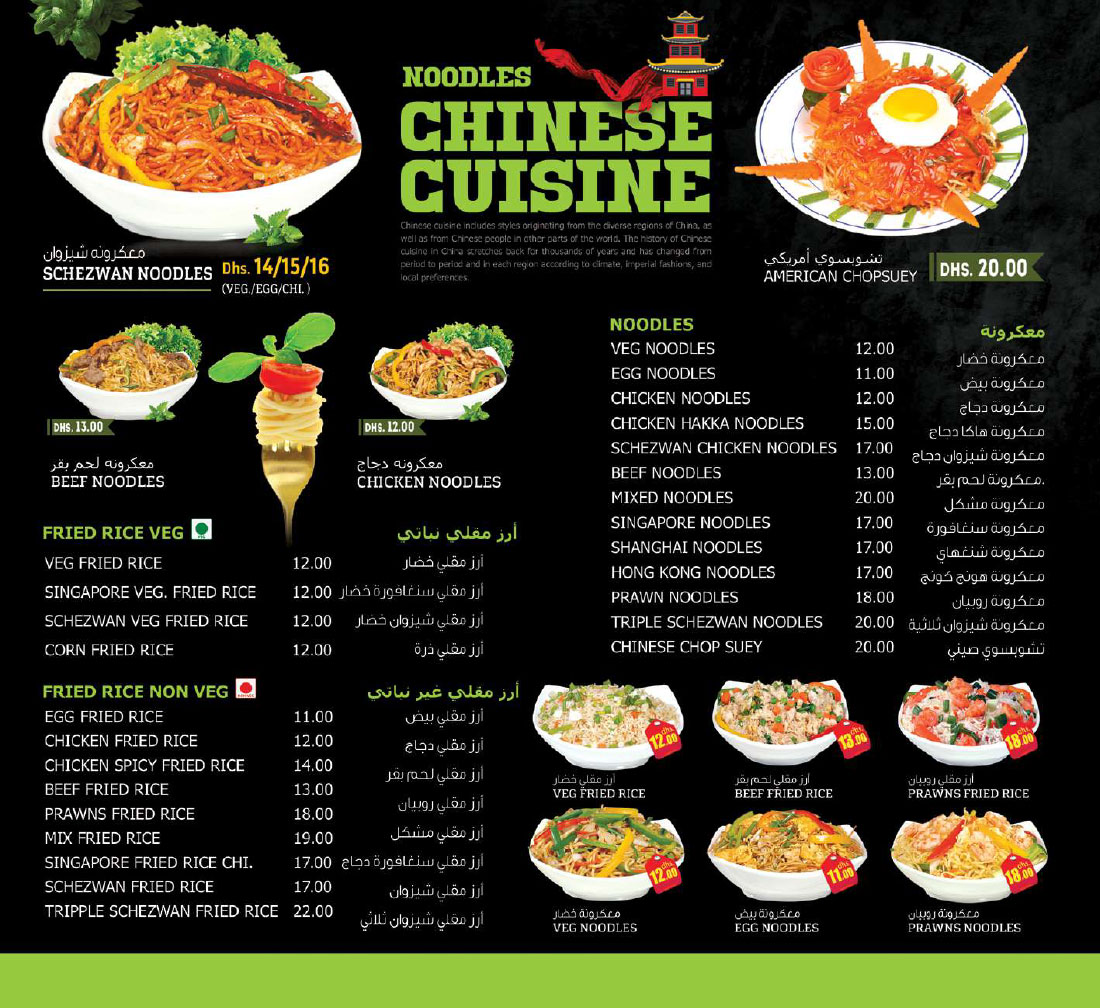 NOODLES
CHINESE
CUISINE
Chinese cuisine includes styles originating from the diverse regions of China, as
well as from Chinese people in other parts of the world. The history of Chinese
cuisine in China stretches back for thousands of years and has changed from
period to period and in each region according to climate, imperial fashions, and
local preferences.
معكرونه شيزوان
SCHEZWAN NOODLES Dhs. 14/15/16
(VEG./EGG/CHI.)
تشوبسوي أمريكي
AMERICAN CHOPSUEY DHS. 20.00
DHS. 13.00
معكرونه لحم بقر
BEEF NOODLES
DHS. 12.00
معكرونه دجاج
CHICKEN NOODLES
FRIED RICE VEG أرز مقلي نباتي
VEG FRIED RICE 12.00 أرز مقلي خضار
SINGAPORE VEG. FRIED RICE 12.00 أرز مقلي سنغافورة خضار
SCHEZWAN VEG FRIED RICE 12.00 أرز مقلي شيزوان خضار
CORN FRIED RICE 12.00 أرز مقلي ذرة
FRIED RICE NON VEG أرز مقلي غير نباتي
EGG FRIED RICE 11.00 أرز مقلي بيض
CHICKEN FRIED RICE 12.00 أرز مقلي دجاج
CHICKEN SPICY FRIED RICE 14.00
BEEF FRIED RICE 13.00 أرز مقلي لحم بقر
PRAWNS FRIED RICE 18.00 أرز مقلي روبيان
MIX FRIED RICE 19.00 أرز مقلي مشكل
SINGAPORE FRIED RICE CHI. 17.00 أرز مقلي سنغافورة دجاج
SCHEZWAN FRIED RICE 17.00 أرز مقلي شيزوان
TRIPPLE SCHEZWAN FRIED RICE 22.00 أرز مقلي شيزوان ثلاثي
NOODLES معكرونة
VEG NOODLES 12.00 معكرونة خضار
EGG NOODLES 11.00 معكرونة بيض
CHICKEN NOODLES 12.00 معكرونة دجاج
CHICKEN HAKKA NOODLES 15.00 معكرونة هاكا دجاج
SCHEZWAN CHICKEN NOODLES 17.00 معكرونة شيزوان دجاج
BEEF NOODLES 13.00 معكرونة لحم بقر.
MIXED NOODLES 20.00 معكرونة مشكل
SINGAPORE NOODLES 17.00 معكرونة سنغافورة
SHANGHAI NOODLES 17.00 معكرونة شنغهاي
HONG KONG NOODLES 17.00 معكرونة هونج كونج
PRAWN NOODLES 18.00 معكرونة روبيان
TRIPLE SCHEZWAN NOODLES 20.00 معكرونة شيزوان ثلاثية
CHINESE CHOP SUEY 20.00 تشوبسوي صيني
dhs. 12.00
أرز مقلي خضار
VEG FRIED RICE
dhs. 13.00
أرز مقلي لحم بقر
BEEF FRIED RICE
dhs. 18.00
أرز مقلي روبيان
PRAWNS FRIED RICE
dhs. 12.00
معكرونة خضار
VEG NOODLES
dhs. 11.00
معكرونة بيض
EGG NOODLES
dhs. 18.00
معكرونة روبيان
PRAWNS NOODLES